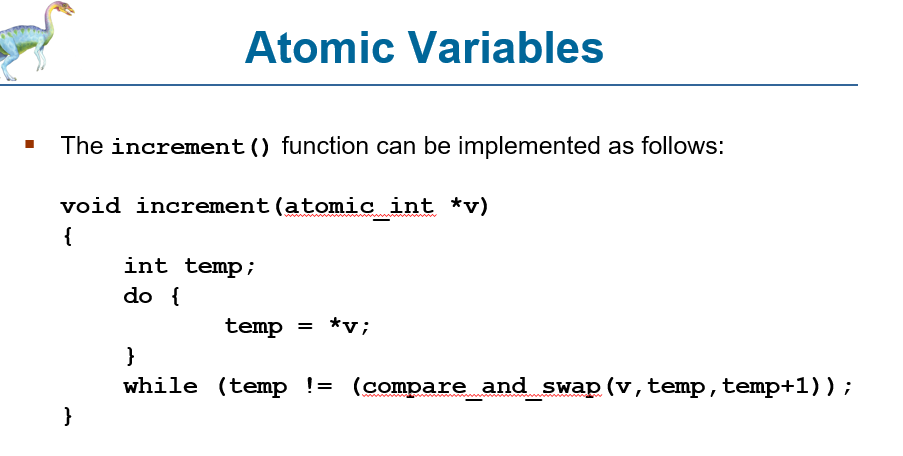 Atomic Variables
▪ The increment() function can be implemented as follows:
void increment(atomic_int *v)
{
int temp;
do {
temp = *v;
}
while (temp != (compare_and_swap(v,temp,temp+1));
}